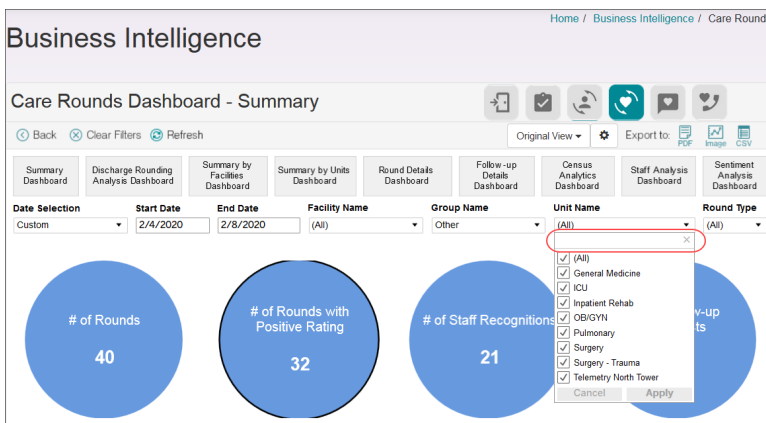 Home / Business Intelligence / Care Round
Business Intelligence
Care Rounds Dashboard - Summary
Back Clear Filters Refresh
Original View Export to: PDF Image CSV
Summary Dashboard
Discharge Rounding Analysis Dashboard
Summary by Facilities Dashboard
Summary by Units Dashboard
Round Details Dashboard
Follow-up Details Dashboard
Census Analytics Dashboard
Staff Analysis Dashboard
Sentiment Analysis Dashboard
Date Selection Start Date End Date Facility Name Group Name Unit Name Round Type
Custom 2/4/2020 2/8/2020 (All) Other (All) (All)
(All)
General Medicine
ICU
Inpatient Rehab
OB/GYN
Pulmonary
Surgery
Surgery - Trauma
Telemetry North Tower
Cancel Apply
# of Rounds
40
# of Rounds with
Positive Rating
32
# of Staff Recognitions
21
-up
ts